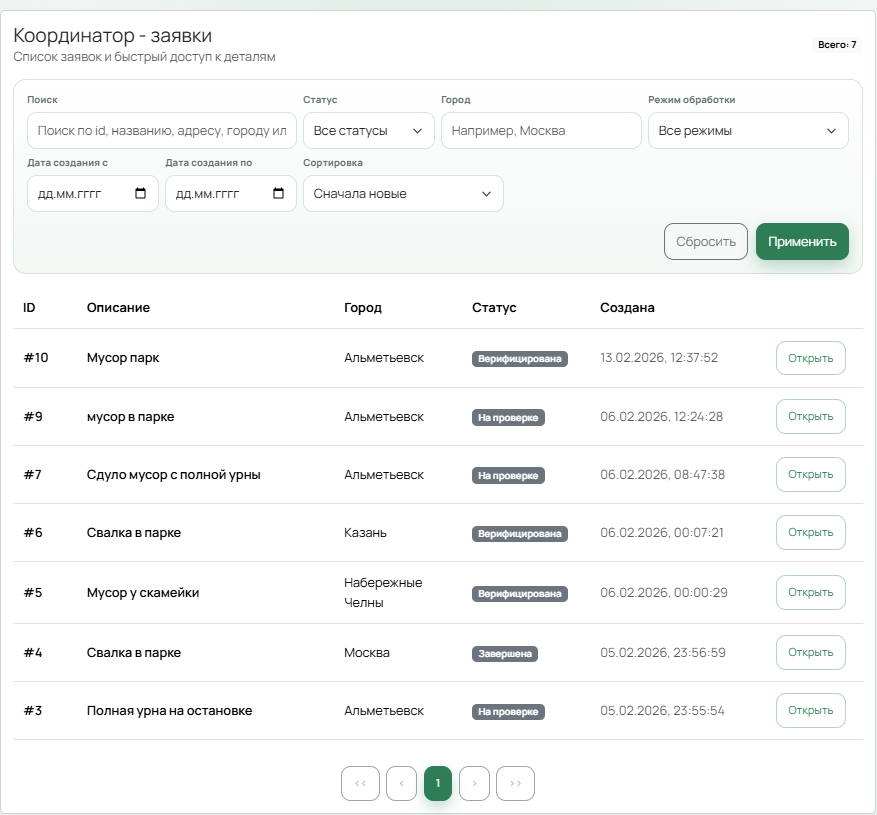 Координатор - заявки
Список заявок и быстрый доступ к деталям
Всего: 7
Поиск Статус Город Режим обработки
Поиск по id, названию, адресу, городу ил Все статусы Например, Москва Все режимы
Дата создания с Дата создания по Сортировка
дд.мм.гггг дд.мм.гггг Сначала новые
Сбросить Применить
ID Описание Город Статус Создана
#10 Мусор парк Альметьевск Верифицирована 13.02.2026, 12:37:52 Открыть
#9 мусор в парке Альметьевск На проверке 06.02.2026, 12:24:28 Открыть
#7 Сдуло мусор с полной урны Альметьевск На проверке 06.02.2026, 08:47:38 Открыть
#6 Свалка в парке Казань Верифицирована 06.02.2026, 00:07:21 Открыть
#5 Мусор у скамейки Набережные Челны Верифицирована 06.02.2026, 00:00:29 Открыть
#4 Свалка в парке Москва Завершена 05.02.2026, 23:56:59 Открыть
#3 Полная урна на остановке Альметьевск На проверке 05.02.2026, 23:55:54 Открыть
<< < 1 > >>